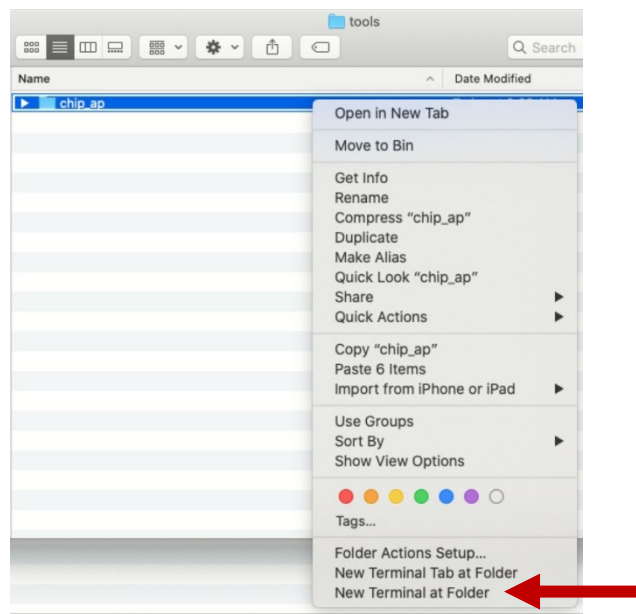 tools
Search
Name
Date Modified
chip_ap
Open in New Tab
Move to Bin
Get Info
Rename
Compress “chip_ap”
Duplicate
Make Alias
Quick Look “chip_ap”
Share
Quick Actions
Copy “chip_ap”
Paste 6 Items
Import from iPhone or iPad
Use Groups
Sort By
Show View Options
Tags...
Folder Actions Setup...
New Terminal Tab at Folder
New Terminal at Folder